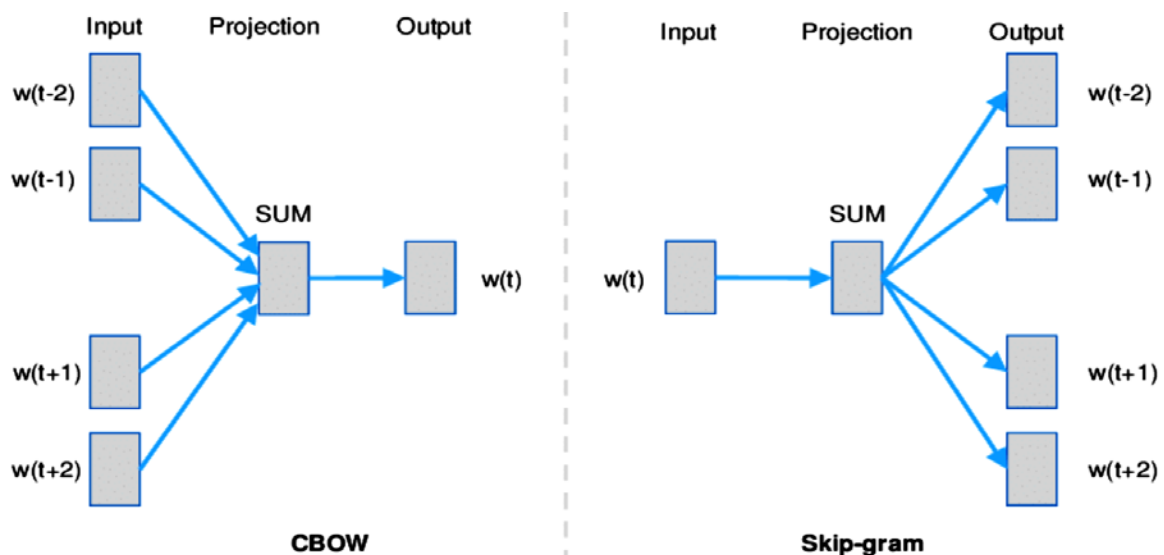 Input Projection Output
w(t-2)
w(t-1)
SUM
w(t)
w(t+1)
w(t+2)
CBOW
Input Projection Output
w(t-2)
w(t-1)
SUM
w(t)
w(t+1)
w(t+2)
Skip-gram